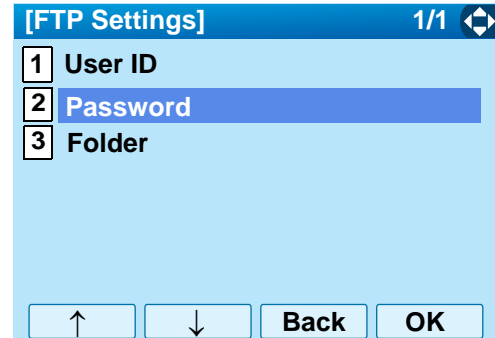 [FTP Settings] 1/1
1 User ID
2 Password
3 Folder
↑ ↓ Back OK